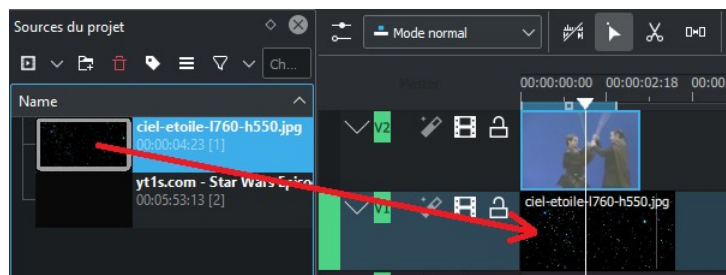 Sources du projet
Mode normal
Ch...
Name
ciel-etoile-l760-h550.jpg
00:00:04:23 [1]
yt1s.com - Star Wars Episo
00:05:53:13 [2]
00:00:00:00 00:00:02:18 00:00
V2
V1
ciel-etoile-l760-h550.jpg